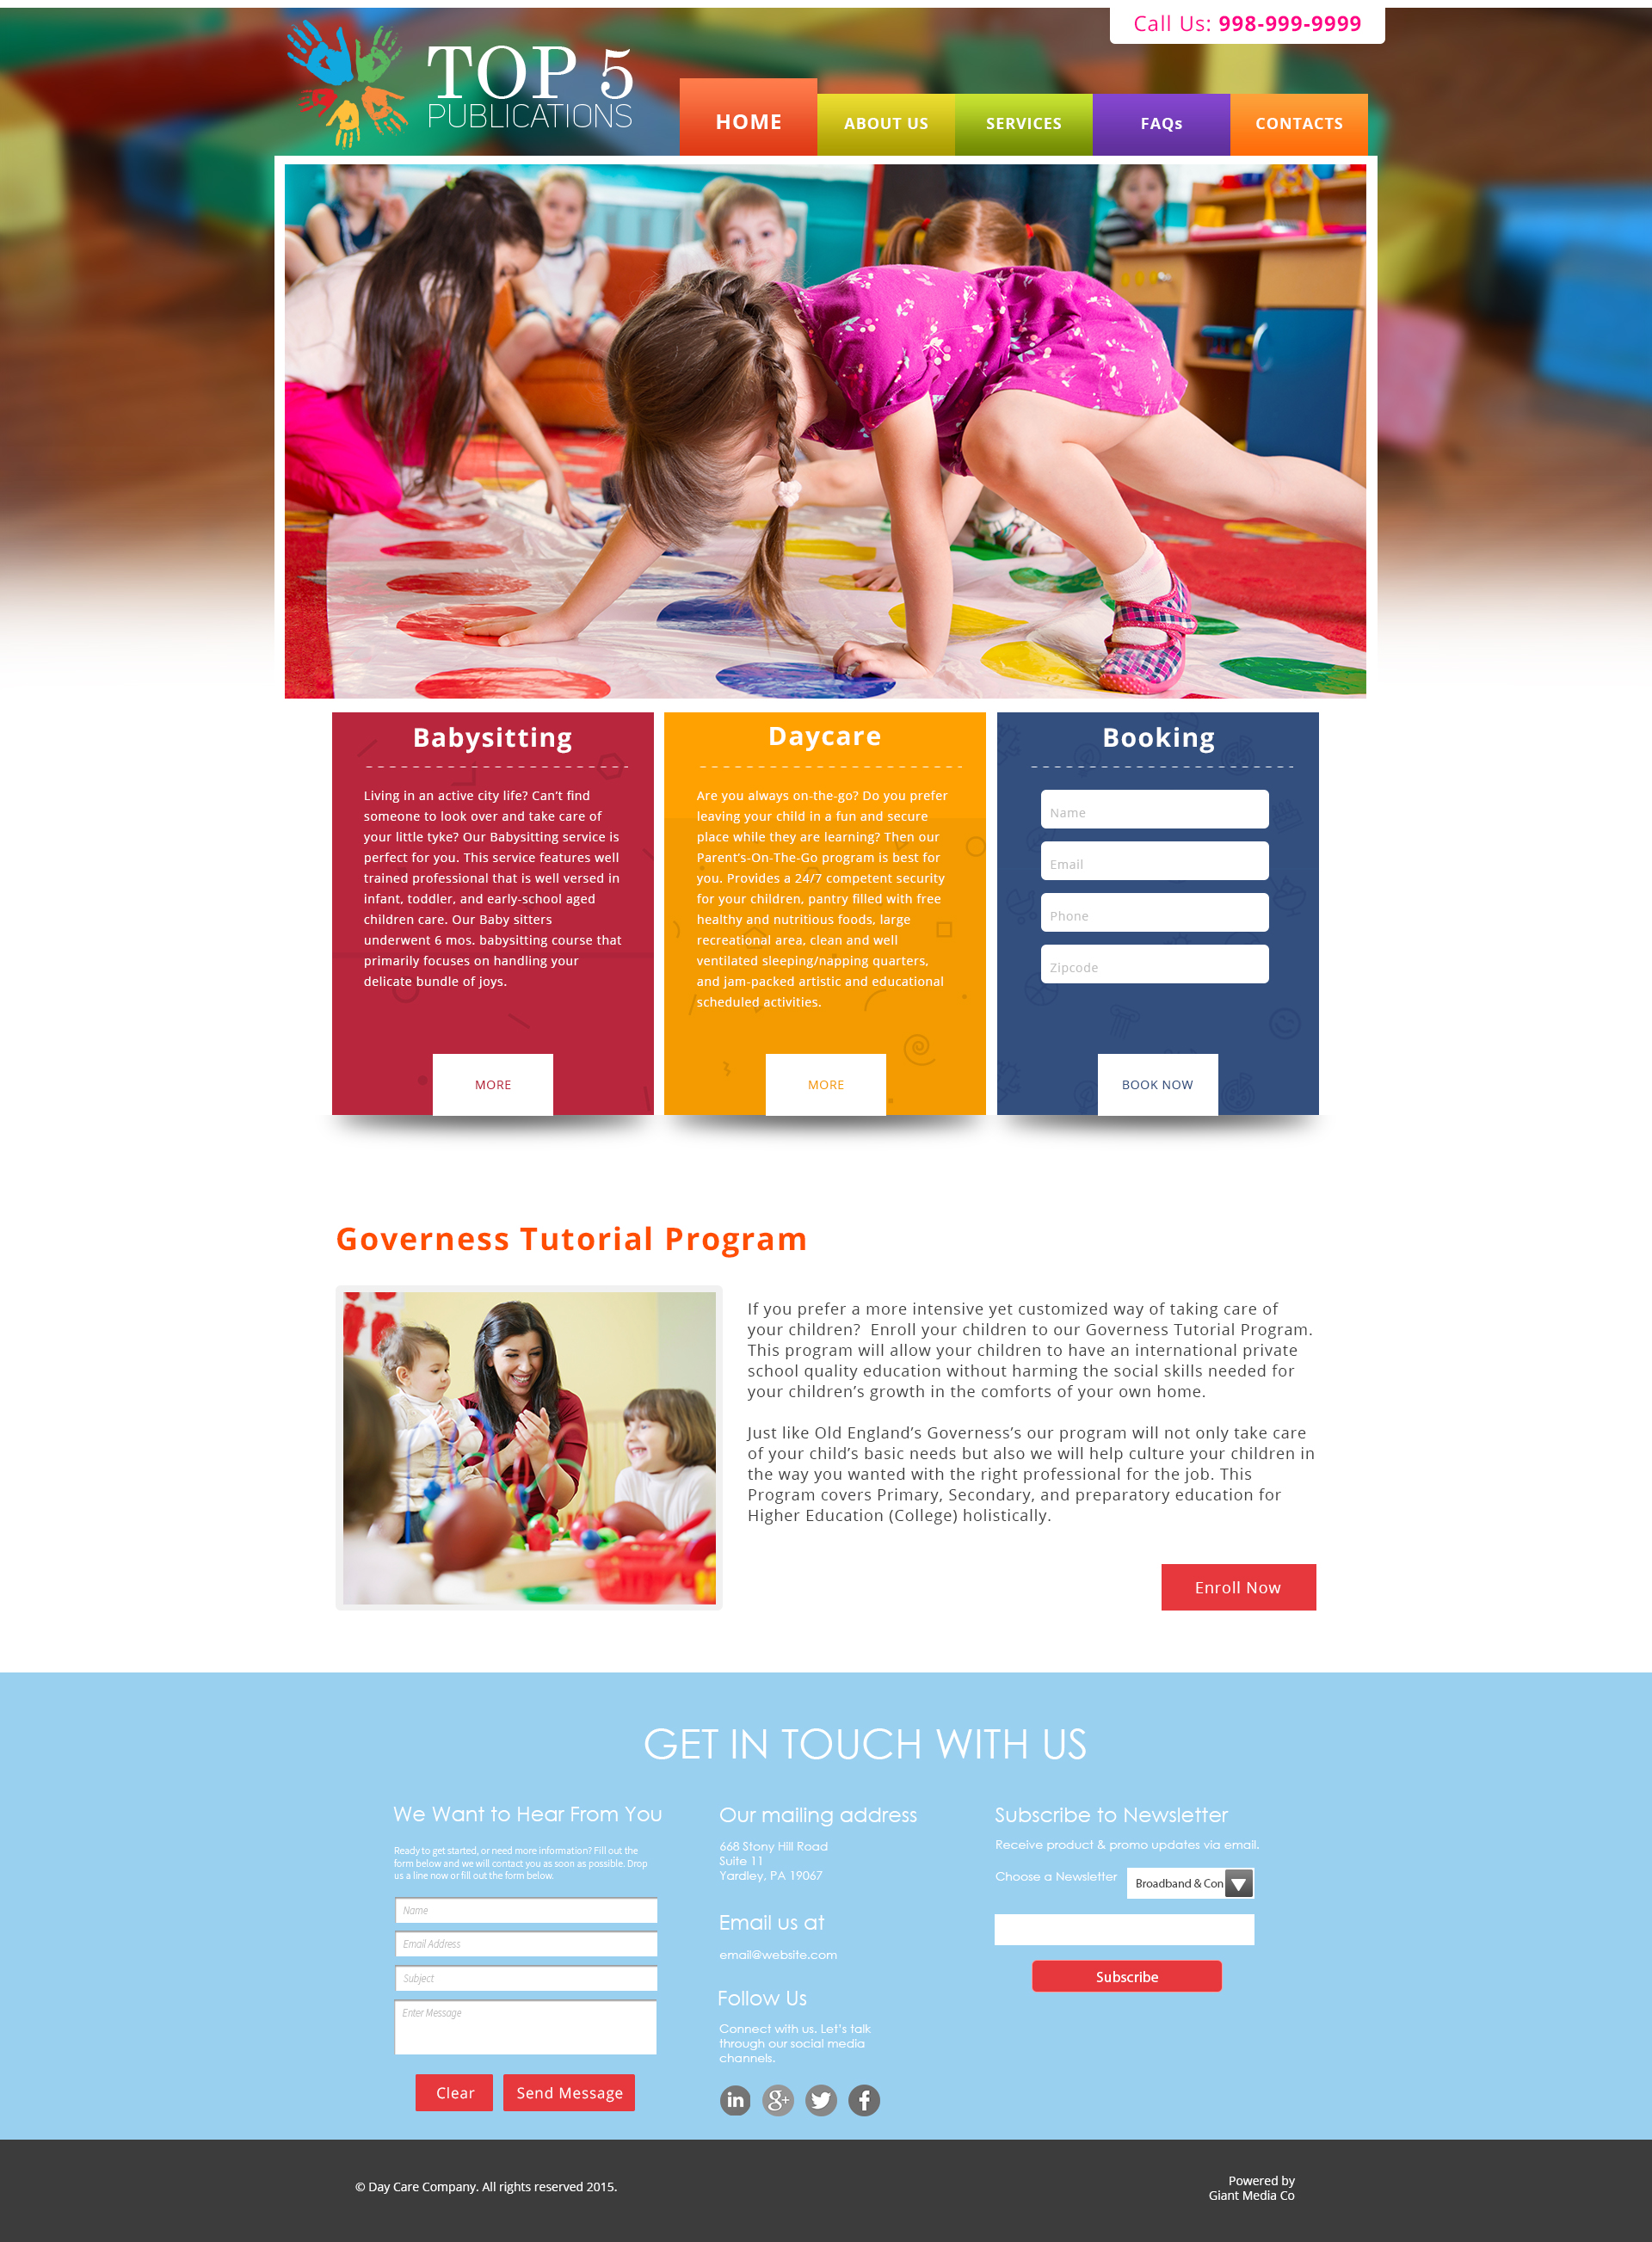 Call Us: 998-999-9999
TOP 5
PUBLICATIONS
HOME
ABOUT US
SERVICES
FAQs
CONTACTS
Babysitting
Living in an active city life? Can’t find
someone to look over and take care of
your little tyke? Our Babysitting service is
perfect for you. This service features well
trained professional that is well versed in
infant, toddler, and early-school aged
children care. Our Baby sitters
underwent 6 mos. babysitting course that
primarily focuses on handling your
delicate bundle of joys.
MORE
Daycare
Are you always on-the-go? Do you prefer
leaving your child in a fun and secure
place while they are learning? Then our
Parent’s-On-The-Go program is best for
you. Provides a 24/7 competent security
for your children, pantry filled with free
healthy and nutritious foods, large
recreational area, clean and well
ventilated sleeping/napping quarters,
and jam-packed artistic and educational
scheduled activities.
MORE
Booking
Name
Email
Phone
Zipcode
BOOK NOW
Governess Tutorial Program
If you prefer a more intensive yet customized way of taking care of
your children?  Enroll your children to our Governess Tutorial Program.
This program will allow your children to have an international private
school quality education without harming the social skills needed for
your children’s growth in the comforts of your own home.
Just like Old England’s Governess’s our program will not only take care
of your child’s basic needs but also we will help culture your children in
the way you wanted with the right professional for the job. This
Program covers Primary, Secondary, and preparatory education for
Higher Education (College) holistically.
Enroll Now
GET IN TOUCH WITH US
We Want to Hear From You
Ready to get started, or need more information? Fill out the
form below and we will contact you as soon as possible. Drop
us a line now or fill out the form below.
Name
Email Address
Subject
Enter Message
Clear
Send Message
Our mailing address
668 Stony Hill Road
Suite 11
Yardley, PA 19067
Email us at
email@website.com
Follow Us
Connect with us. Let’s talk
through our social media
channels.
in
g+
f
Subscribe to Newsletter
Receive product & promo updates via email.
Choose a Newsletter
Broadband & Con
Subscribe
© Day Care Company. All rights reserved 2015.
Powered by
Giant Media Co